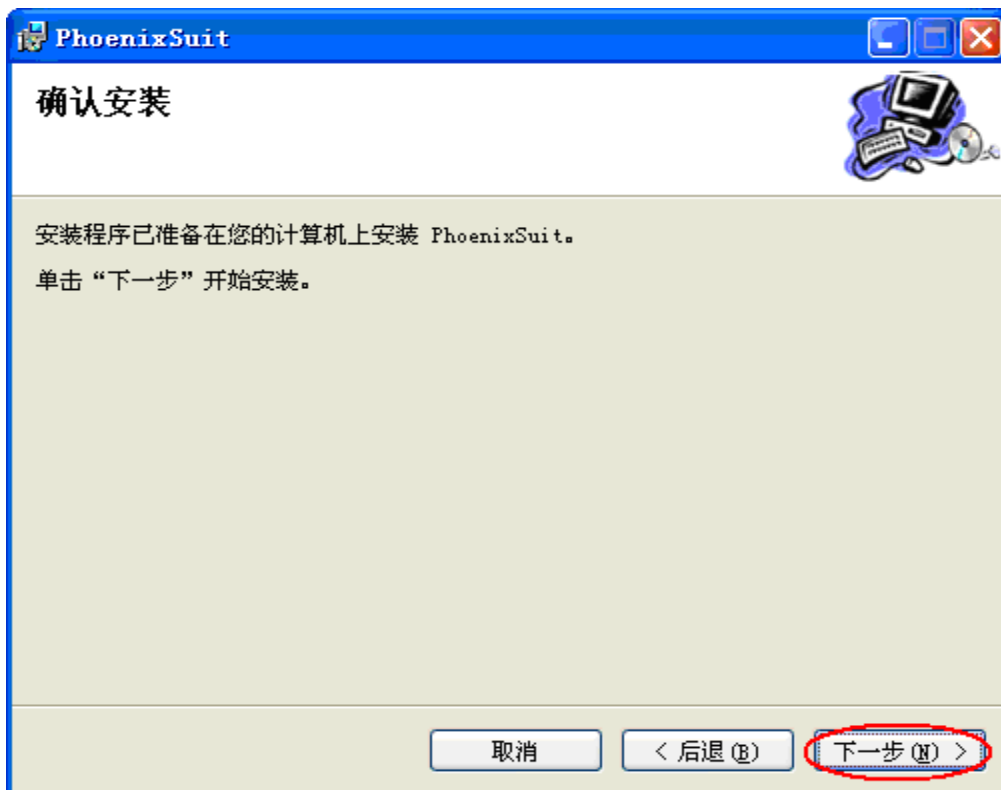 PhoenixSuit
确认安装
安装程序已准备在您的计算机上安装 PhoenixSuit。
单击“下一步”开始安装。
取消
< 后退(B)
下一步(N) >